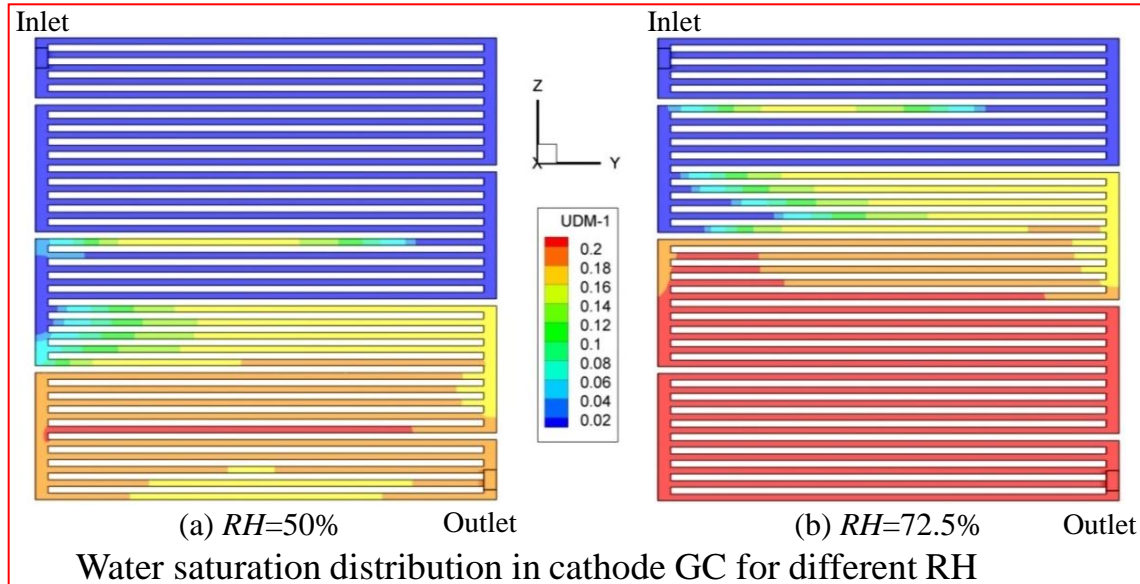 Inlet
Inlet
Z
X
Y
UDM-1
0.2
0.18
0.16
0.14
0.12
0.1
0.08
0.06
0.04
0.02
(a) RH=50%
Outlet
(b) RH=72.5%
Outlet
Water saturation distribution in cathode GC for different RH